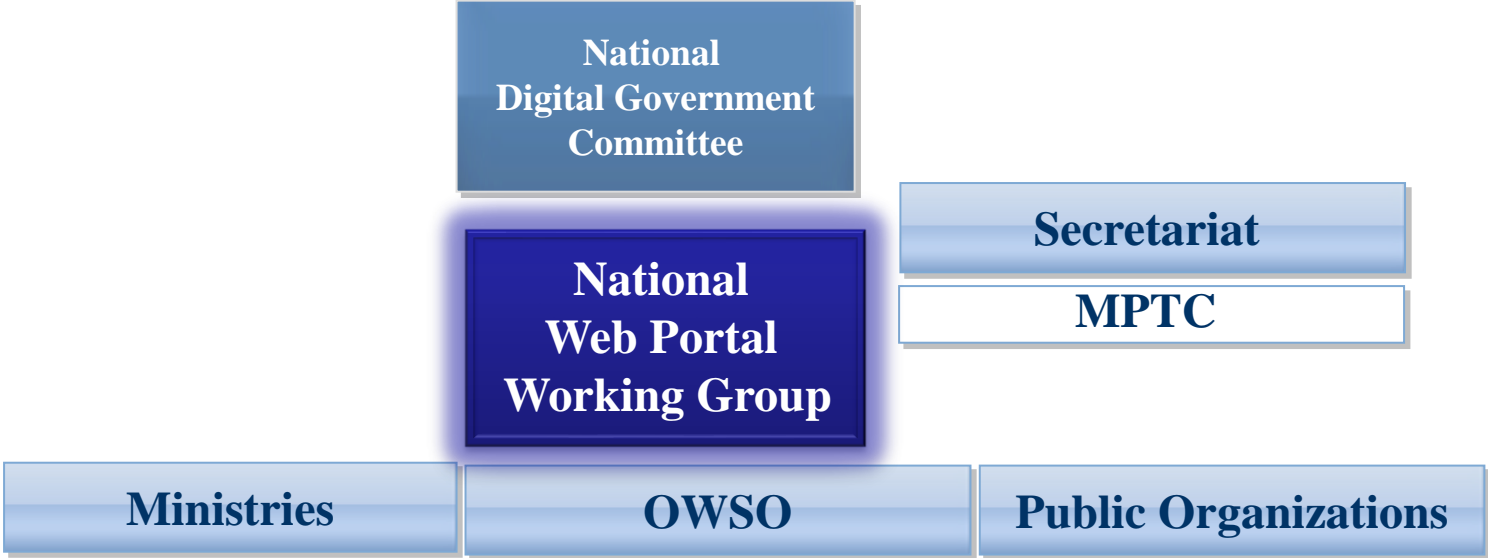 National
Digital Government
Committee
Secretariat
MPTC
National
Web Portal
Working Group
Ministries
OWSO
Public Organizations